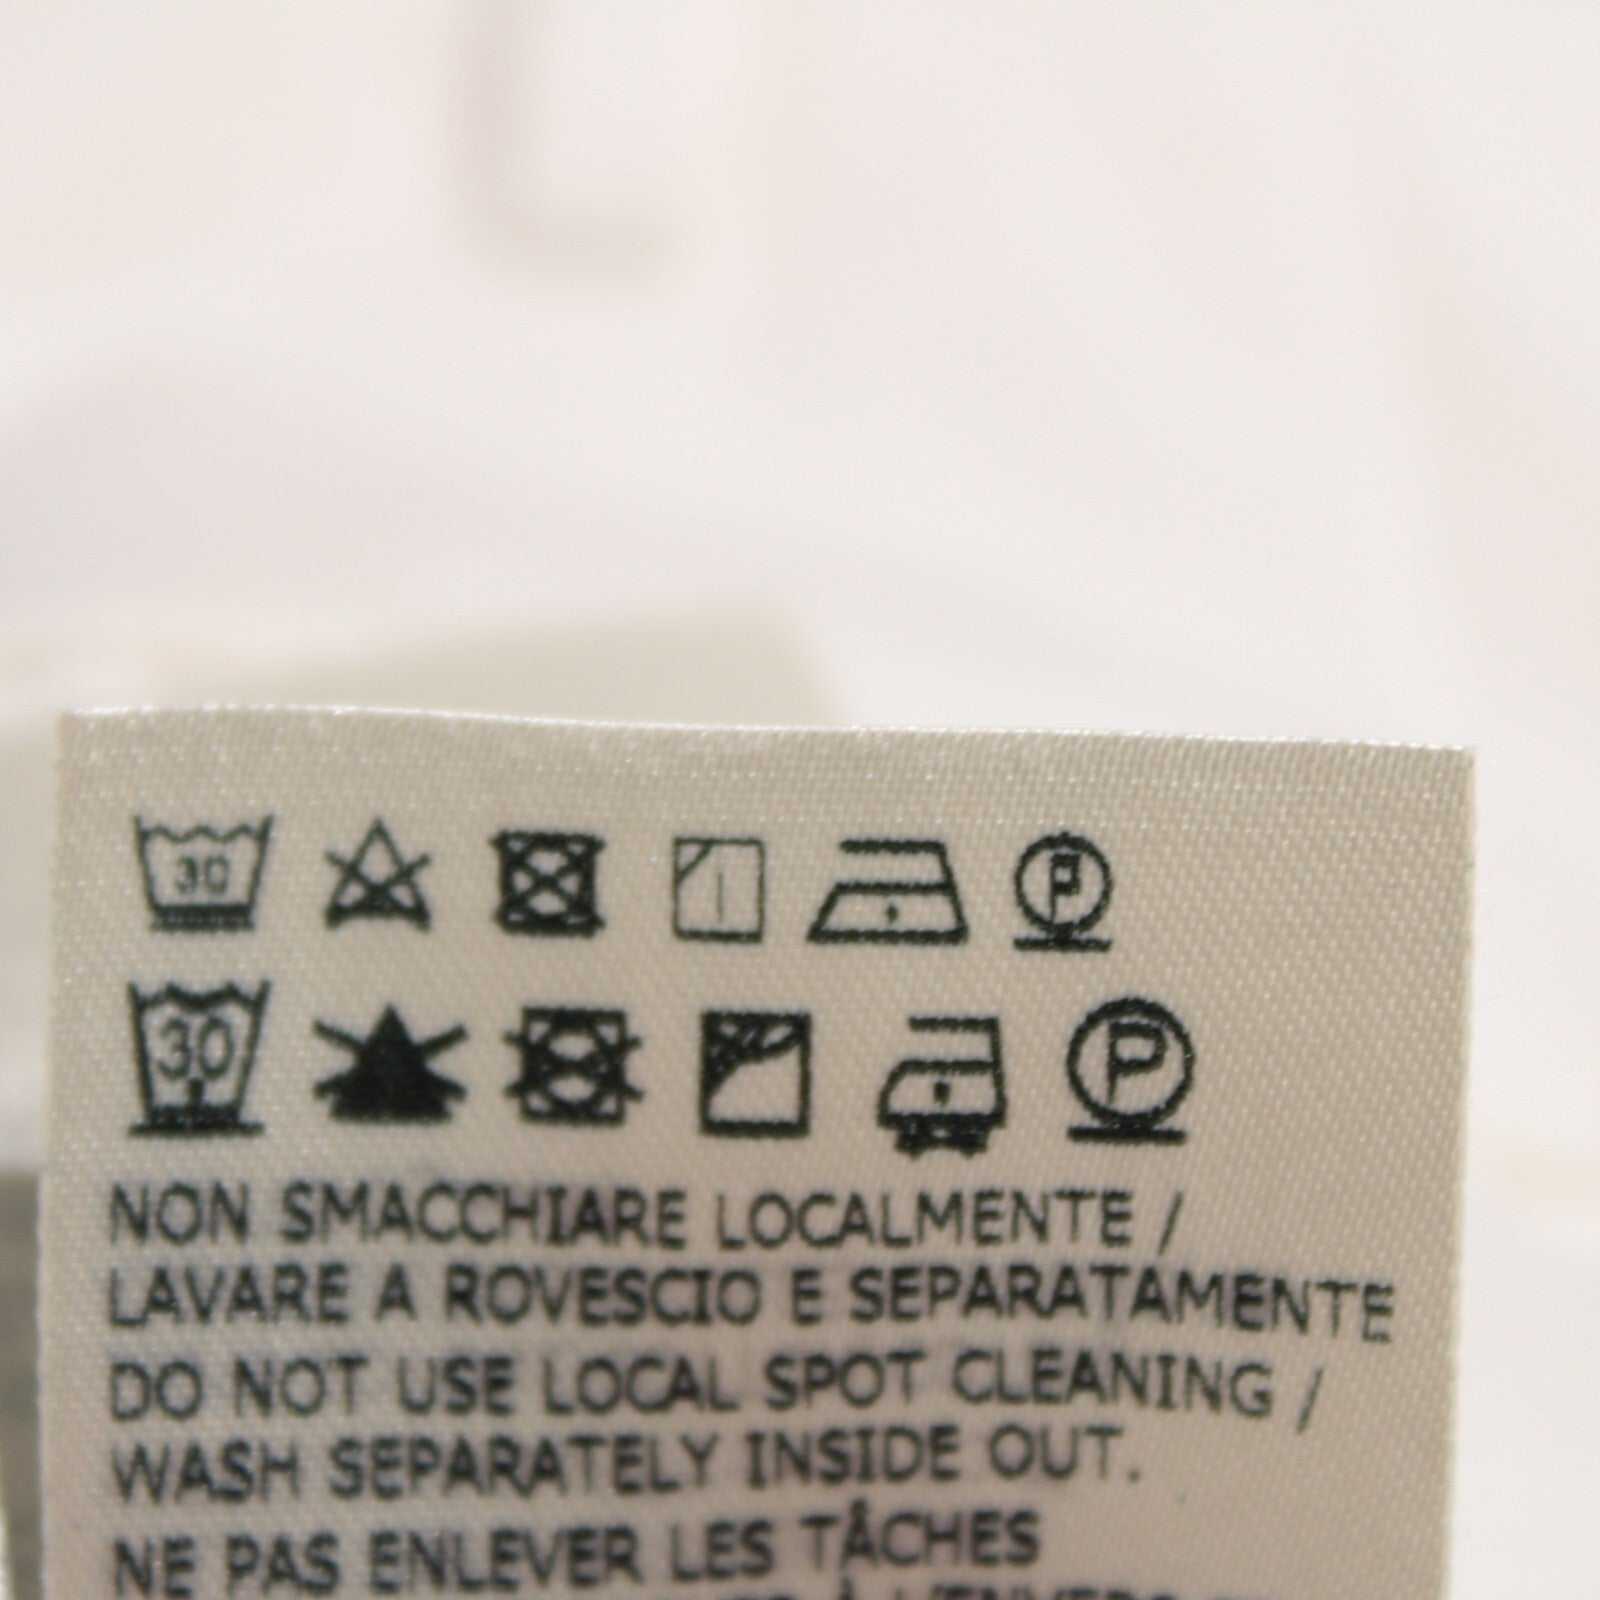 30 P
30 P
NON SMACCHIARE LOCALMENTE /
LAVARE A ROVESCIO E SEPARATAMENTE
DO NOT USE LOCAL SPOT CLEANING /
WASH SEPARATELY INSIDE OUT.
NE PAS ENLEVER LES TÂCHES
À L'ENVERS